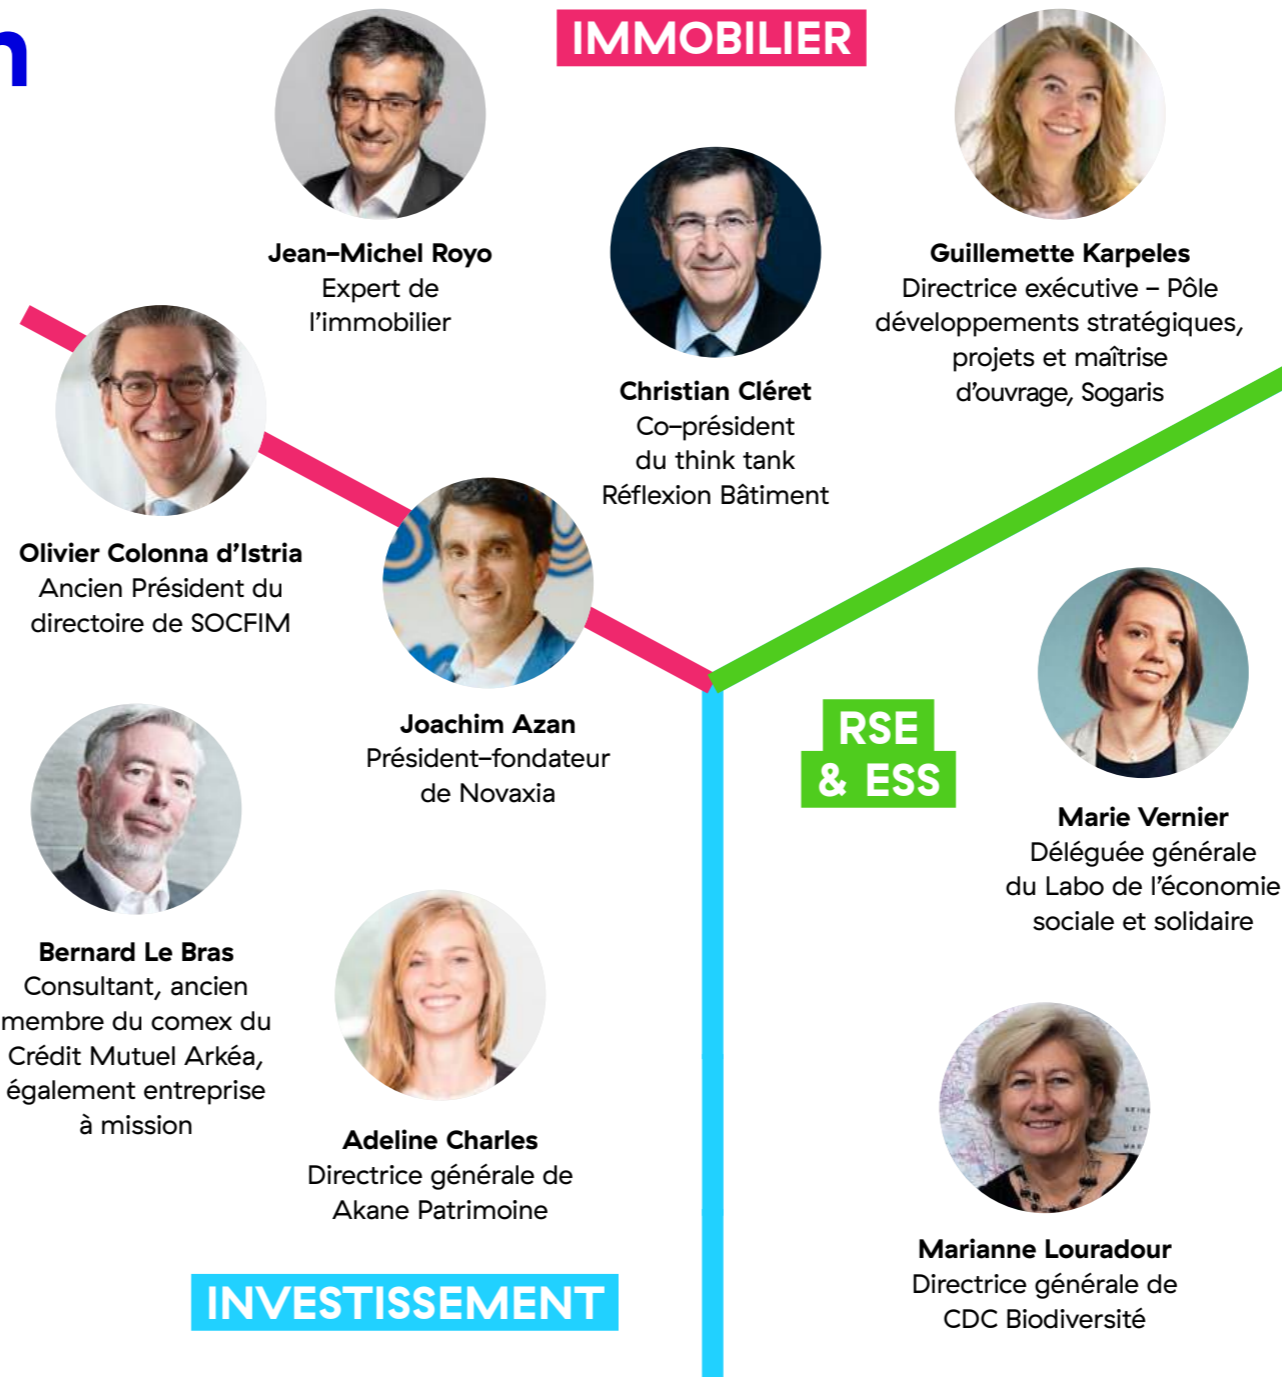 n
IMMOBILIER
Jean-Michel Royo
Expert de
l'immobilier
Christian Cléret
Co-président
du think tank
Réflexion Bâtiment
Guillemette Karpeles
Directrice exécutive – Pôle
développements stratégiques,
projets et maîtrise
d'ouvrage, Sogaris
Olivier Colonna d'Istria
Ancien Président du
directoire de SOCFIM
Joachim Azan
Président-fondateur
de Novaxia
RSE
& ESS
Marie Vernier
Déléguée générale
du Labo de l'économie
sociale et solidaire
Bernard Le Bras
Consultant, ancien
membre du comex du
Crédit Mutuel Arkéa,
également entreprise
à mission
Adeline Charles
Directrice générale de
Akane Patrimoine
Marianne Louradour
Directrice générale de
CDC Biodiversité
INVESTISSEMENT